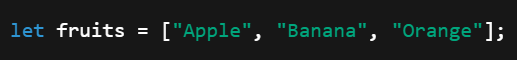 let fruits = ["Apple", "Banana", "Orange"];